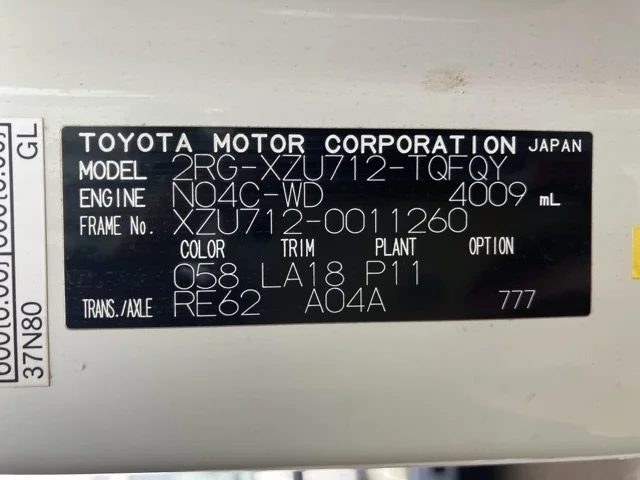 TOYOTA MOTOR CORPORATION JAPAN
MODEL 2RG-XZU712-TQFQY
ENGINE N04C-WD 4009 mL
FRAME No. XZU712-0011260
COLOR TRIM PLANT
058 LA18 P11
TRANS./AXLE RE62 A04A 777
GL
37N80